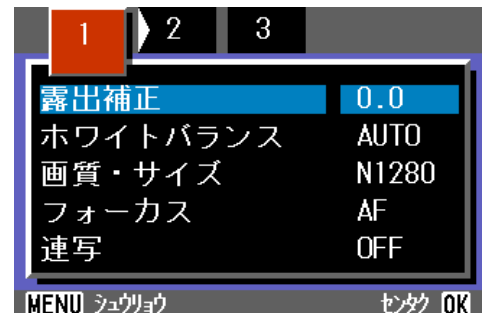 1 2 3
露出補正 0.0
ホワイトバランス AUTO
画質・サイズ N1280
フォーカス AF
連写 OFF
MENU シュウリョウ センタク OK